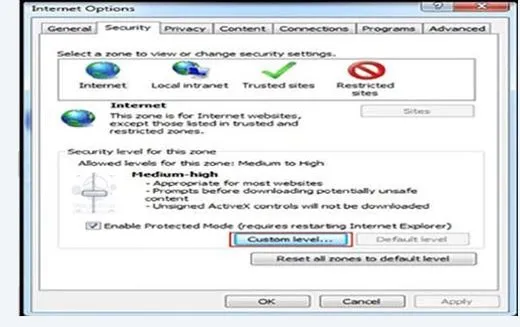 Internet Options
General Security Privacy Content Connections Programs Advanced
Select a zone to view or change security settings.
Internet Local intranet Trusted sites Restricted
sites
Internet
Sites
This zone is for Internet websites,
except those listed in trusted and
restricted zones.
Security level for this zone
Allowed levels for this zone: Medium to High
Medium-high
- Appropriate for most websites
- Prompts before downloading potentially unsafe
content
- Unsigned ActiveX controls will not be downloaded
Enable Protected Mode (requires restarting Internet Explorer)
Custom level... Default level
Reset all zones to default level
OK Cancel Apply